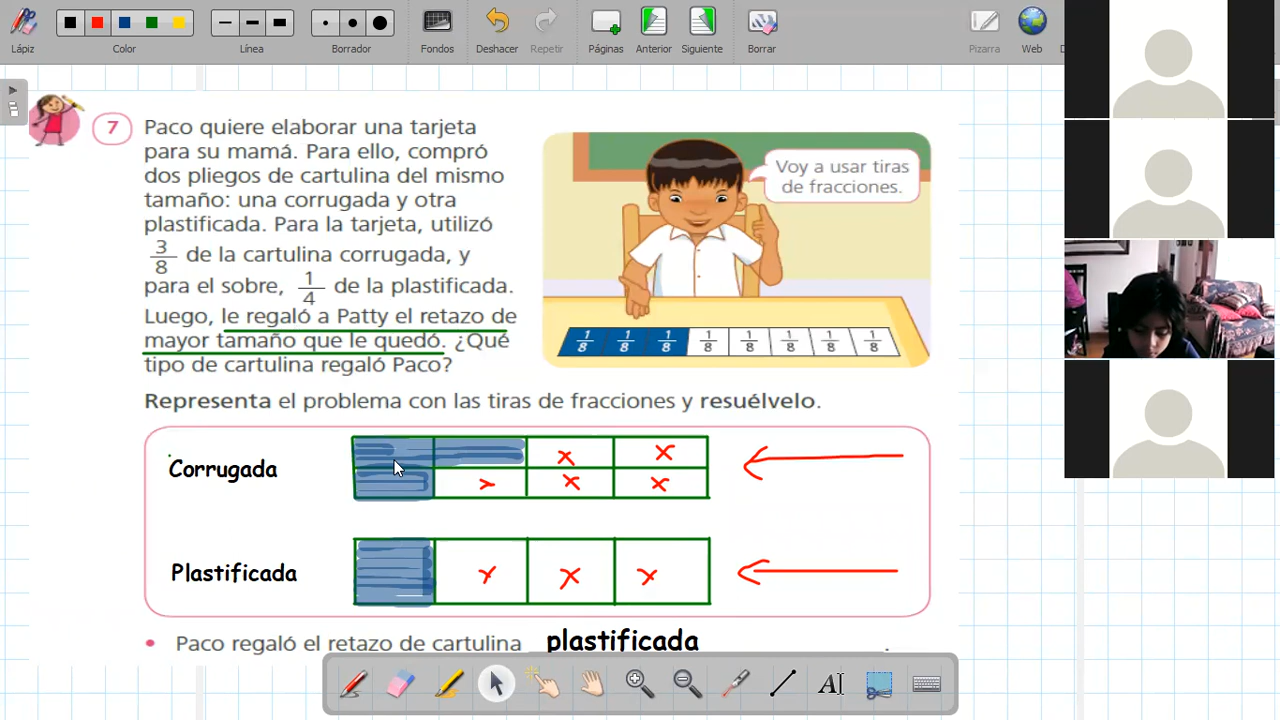 Lápiz
Color
Línea
Borrador
Fondos
Deshacer
Repetir
Páginas
Anterior
Siguiente
Borrar
Pizarra
Web
7
Paco quiere elaborar una tarjeta
para su mamá. Para ello, compró
dos pliegos de cartulina del mismo
tamaño: una corrugada y otra
plastificada. Para la tarjeta, utilizó
3/8 de la cartulina corrugada, y
para el sobre, 1/4 de la plastificada.
Luego, le regaló a Patty el retazo de
mayor tamaño que le quedó. ¿Qué
tipo de cartulina regaló Paco?
Voy a usar tiras
de fracciones.
1/8 1/8 1/8 1/8 1/8 1/8 1/8 1/8
Representa el problema con las tiras de fracciones y resuélvelo.
Corrugada
x x
x x x
Plastificada
x x x
• Paco regaló el retazo de cartulina plastificada .
AI